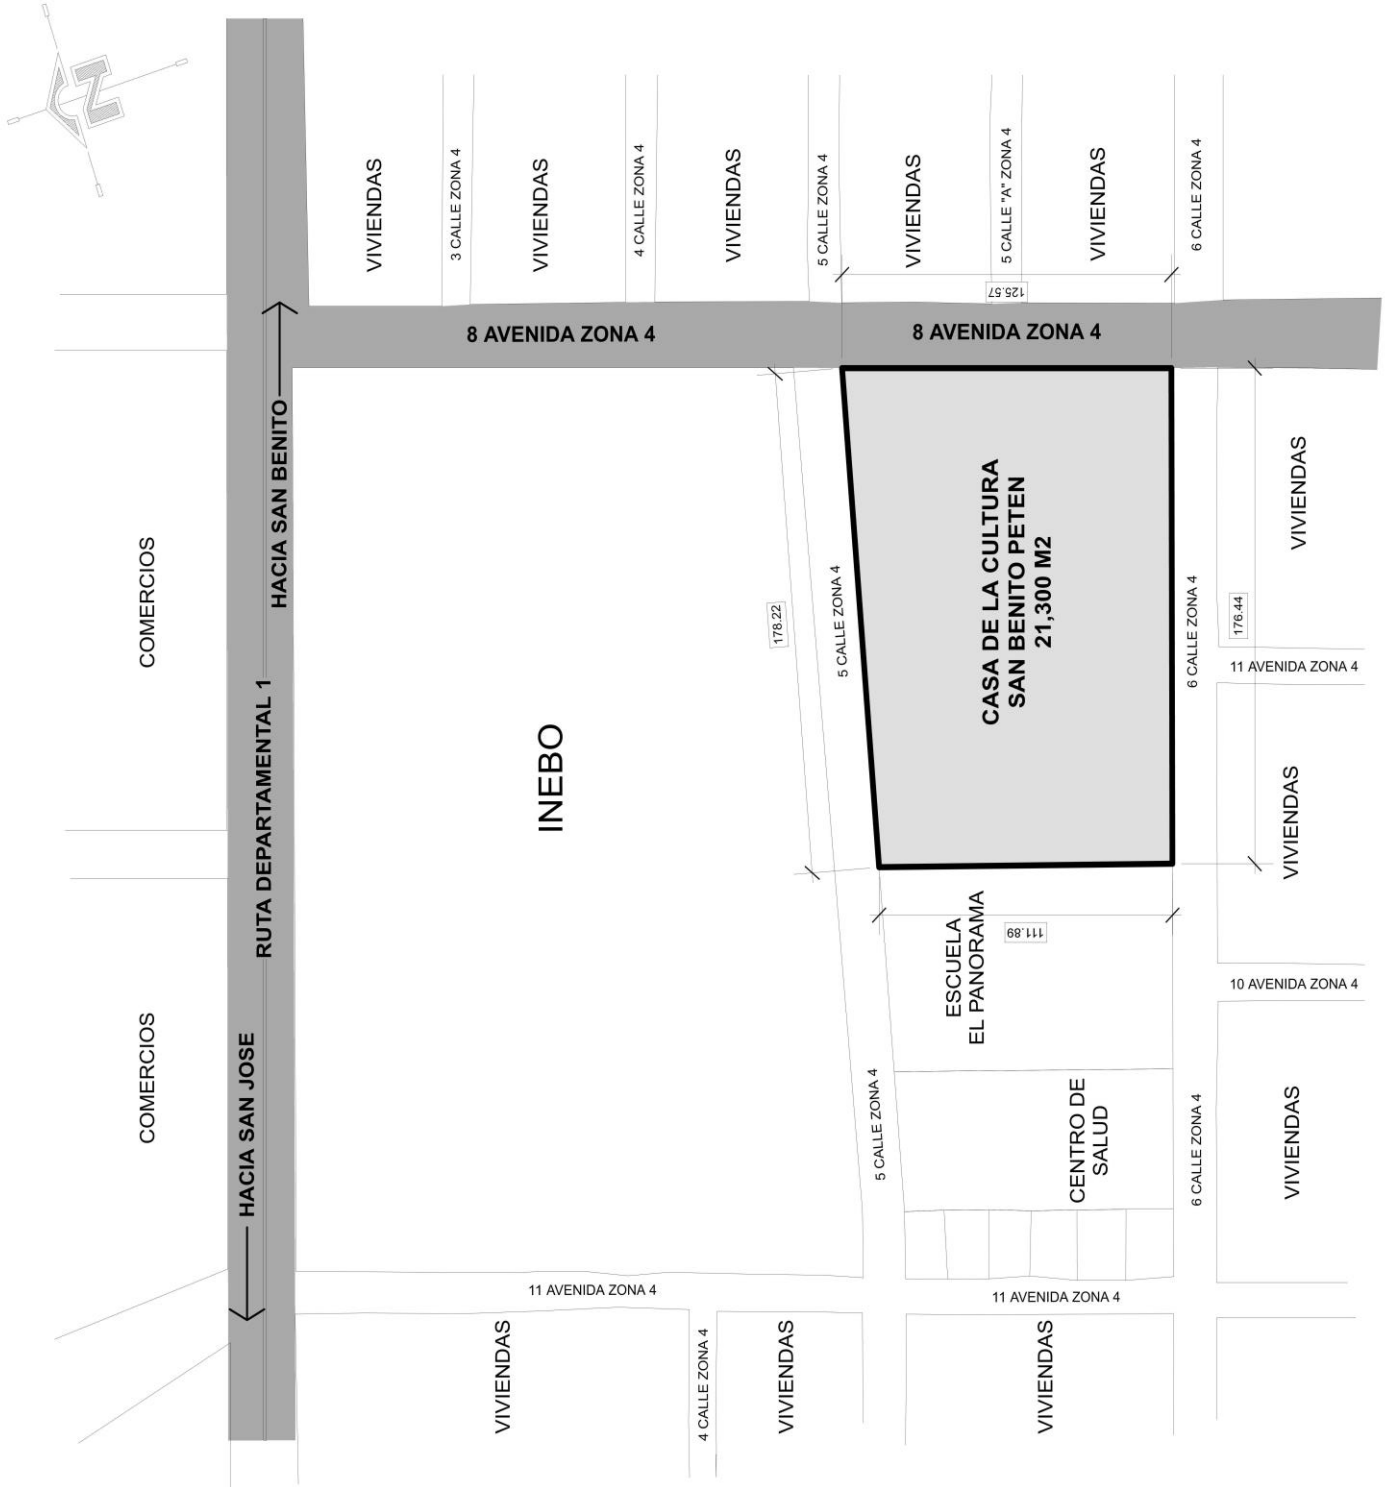 N
VIVIENDAS
3 CALLE ZONA 4
VIVIENDAS
4 CALLE ZONA 4
VIVIENDAS
5 CALLE ZONA 4
VIVIENDAS
5 CALLE "A" ZONA 4
VIVIENDAS
6 CALLE ZONA 4
125.57
8 AVENIDA ZONA 4
8 AVENIDA ZONA 4
HACIA SAN BENITO
COMERCIOS
RUTA DEPARTAMENTAL 1
INEBO
178.22
5 CALLE ZONA 4
CASA DE LA CULTURA
SAN BENITO PETEN
21,300 M2
6 CALLE ZONA 4
176.44
VIVIENDAS
11 AVENIDA ZONA 4
VIVIENDAS
111.89
ESCUELA
EL PANORAMA
10 AVENIDA ZONA 4
COMERCIOS
HACIA SAN JOSE
5 CALLE ZONA 4
CENTRO DE
SALUD
6 CALLE ZONA 4
VIVIENDAS
11 AVENIDA ZONA 4
11 AVENIDA ZONA 4
VIVIENDAS
4 CALLE ZONA 4
VIVIENDAS
VIVIENDAS